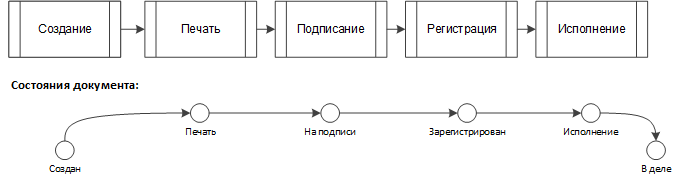 Создание
Печать
Подписание
Регистрация
Исполнение
Состояния документа:
Печать
На подписи
Зарегистрирован
Исполнение
Создан
В деле